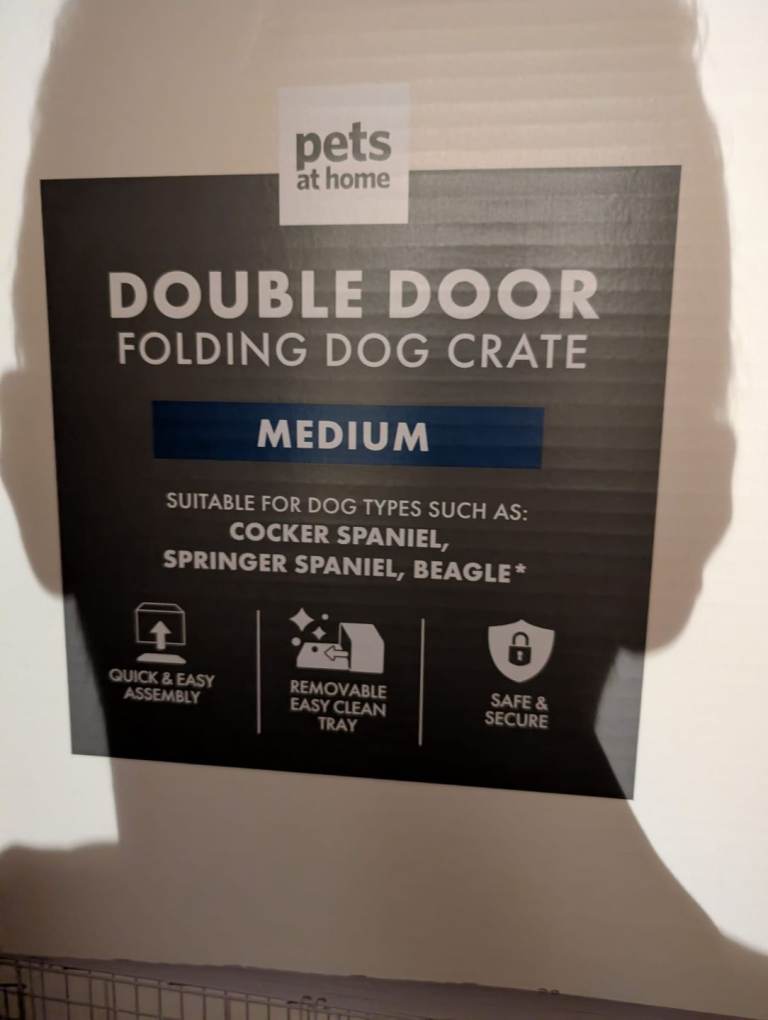 pets
at home
DOUBLE DOOR
FOLDING DOG CRATE
MEDIUM
SUITABLE FOR DOG TYPES SUCH AS:
COCKER SPANIEL,
SPRINGER SPANIEL, BEAGLE*
QUICK & EASY
ASSEMBLY
REMOVABLE
EASY CLEAN
TRAY
SAFE &
SECURE